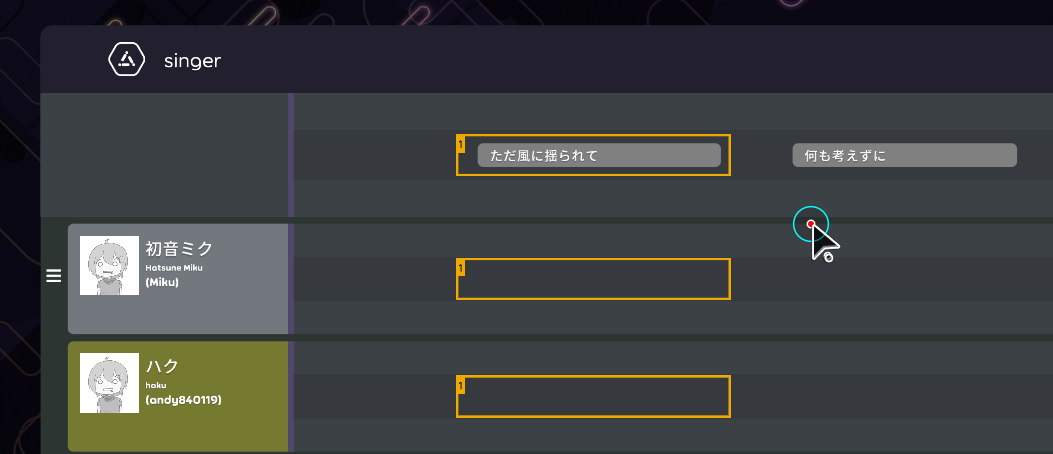 singer
1
ただ風に揺られて
何も考えずに
初音ミク
Hatsune Miku
(Miku)
1
ハク
haku
(andy840119)
1